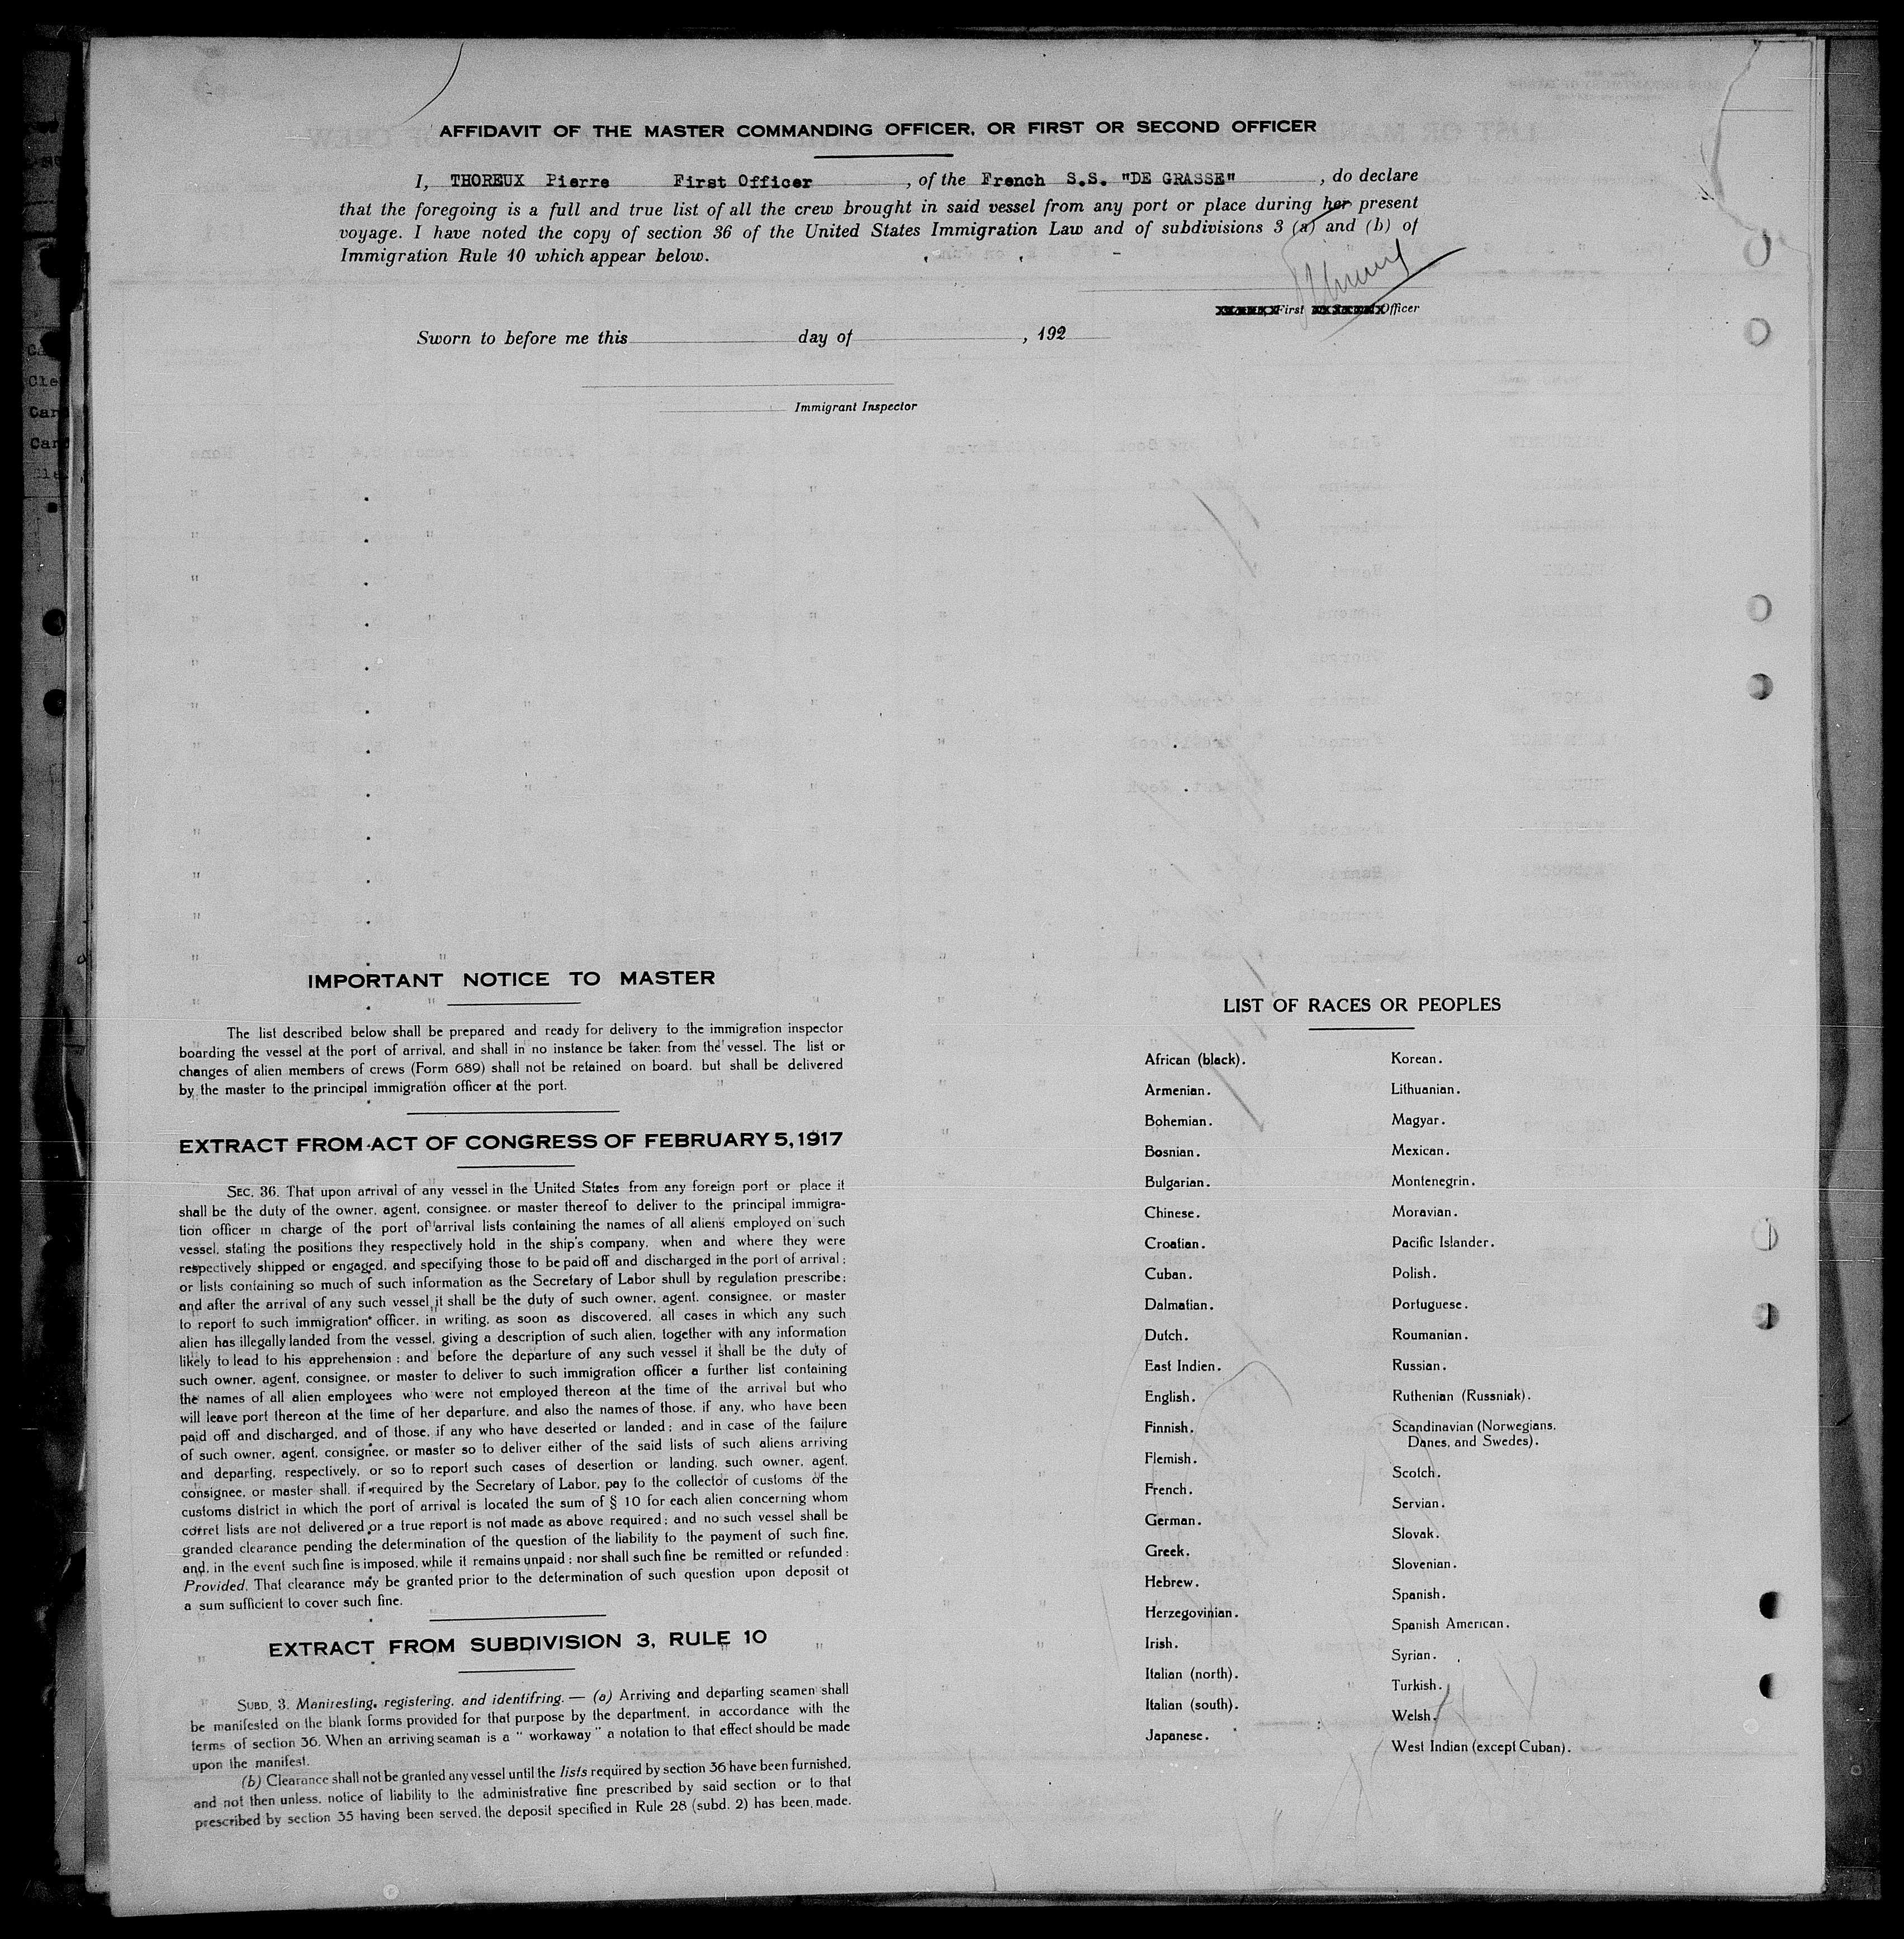 AFFIDAVIT OF THE MASTER COMMANDING OFFICER, OR FIRST OR SECOND OFFICER
I, THOREUX Pierre First Officer , of the French S.S. "DE GRASSE" , do declare
that the foregoing is a full and true list of all the crew brought in said vessel from any port or place during her present
voyage. I have noted the copy of section 36 of the United States Immigration Law and of subdivisions 3 (a) and (b) of
Immigration Rule 10 which appear below.
First Officer
Sworn to before me this day of , 192
Immigrant Inspector
IMPORTANT NOTICE TO MASTER
The list described below shall be prepared and ready for delivery to the immigration inspector
boarding the vessel at the port of arrival, and shall in no instance be taken from the vessel. The list or
changes of alien members of crews (Form 689) shall not be retained on board, but shall be delivered
by the master to the principal immigration officer at the port.
EXTRACT FROM ACT OF CONGRESS OF FEBRUARY 5, 1917
SEC. 36. That upon arrival of any vessel in the United States from any foreign port or place it
shall be the duty of the owner, agent, consignee, or master thereof to deliver to the principal immigra-
tion officer in charge of the port of arrival lists containing the names of all aliens employed on such
vessel, stating the positions they respectively hold in the ship's company, when and where they were
respectively shipped or engaged, and specifying those to be paid off and discharged in the port of arrival ;
or lists containing so much of such information as the Secretary of Labor shull by regulation prescribe ;
and after the arrival of any such vessel it shall be the duty of such owner, agent, consignee, or master
to report to such immigration officer, in writing, as soon as discovered, all cases in which any such
alien has illegally landed from the vessel, giving a description of such alien, together with any information
likely to lead to his apprehension ; and before the departure of any such vessel it shall be the duty of
such owner, agent, consignee, or master to deliver to such immigration officer a further list containing
the names of all alien employees who were not employed thereon at the time of the arrival but who
will leave port thereon at the time of her departure, and also the names of those, if any, who have been
paid off and discharged, and of those, if any who have deserted or landed ; and in case of the failure
of such owner, agent, consignee, or master so to deliver either of the said lists of such aliens arriving
and departing, respectively, or so to report such cases of desertion or landing, such owner, agent,
consignee, or master shall, if required by the Secretary of Labor, pay to the collector of customs of the
customs district in which the port of arrival is located the sum of § 10 for each alien concerning whom
corret lists are not delivered or a true report is not made as above required ; and no such vessel shall be
granded clearance pending the determination of the question of the liability to the payment of such fine,
and, in the event such fine is imposed, while it remains unpaid ; nor shall such fine be remitted or refunded :
Provided, That clearance may be granted prior to the determination of such question upon deposit of
a sum sufficient to cover such fine.
EXTRACT FROM SUBDIVISION 3, RULE 10
SUBD. 3. Manifesting, registering, and identifring. — (a) Arriving and departing seamen shall
be manifested on the blank forms provided for that purpose by the department, in accordance with the
terms of section 36. When an arriving seaman is a " workaway " a notation to that effect should be made
upon the manifest.
(b) Clearance shall not be granted any vessel until the lists required by section 36 have been furnished,
and not then unless, notice of liability to the administrative fine prescribed by said section or to that
prescribed by section 35 having been served, the deposit specified in Rule 28 (subd. 2) has been made.
LIST OF RACES OR PEOPLES
African (black).
Armenian.
Bohemian.
Bosnian.
Bulgarian.
Chinese.
Croatian.
Cuban.
Dalmatian.
Dutch.
East Indien.
English.
Finnish.
Flemish.
French.
German.
Greek.
Hebrew.
Herzegovinian.
Irish.
Italian (north).
Italian (south).
Japanese.
Korean.
Lithuanian.
Magyar.
Mexican.
Montenegrin.
Moravian.
Pacific Islander.
Polish.
Portuguese.
Roumanian.
Russian.
Ruthenian (Russniak).
Scandinavian (Norwegians,
Danes, and Swedes).
Scotch.
Servian.
Slovak.
Slovenian.
Spanish.
Spanish American.
Syrian.
Turkish.
Welsh.
West Indian (except Cuban).